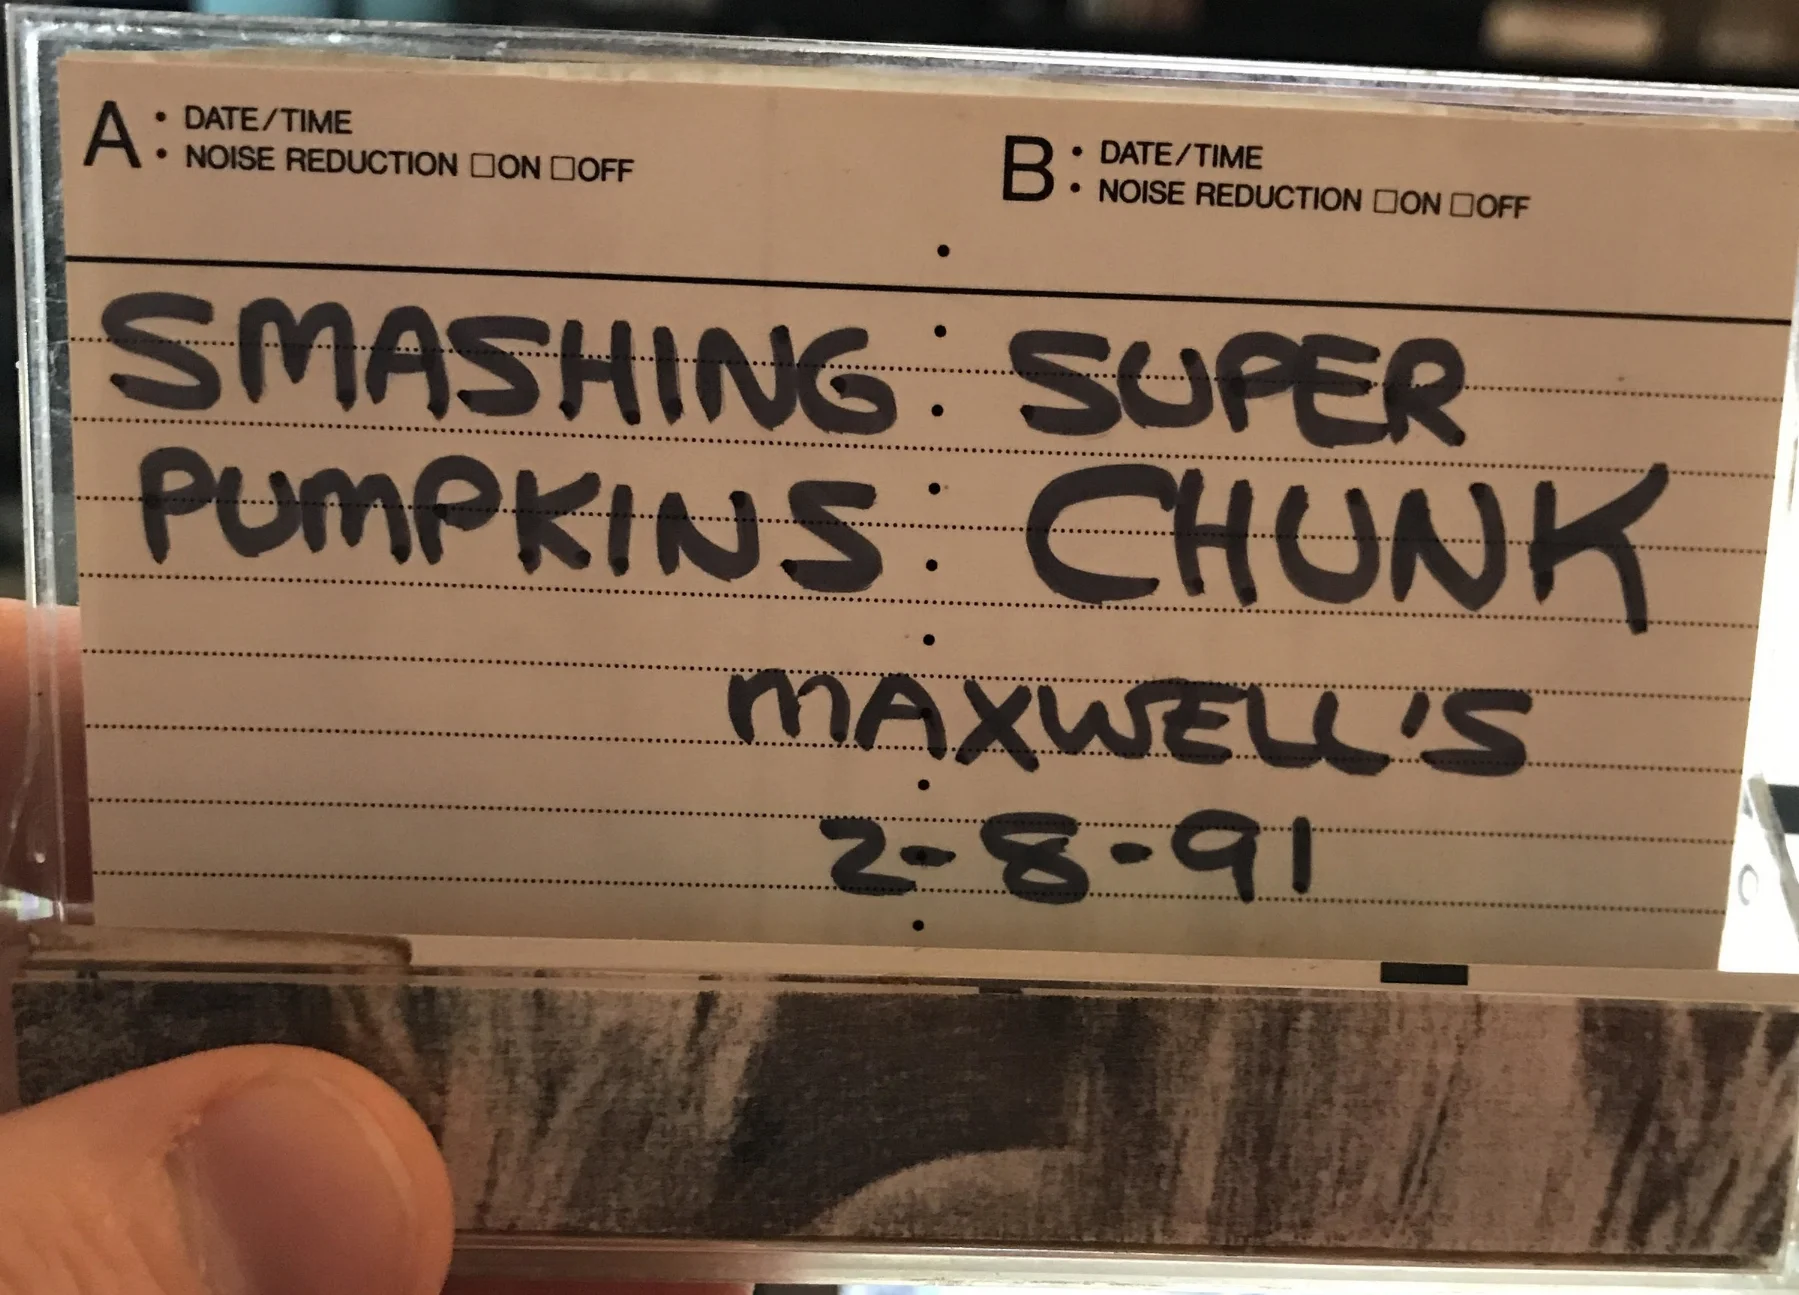 A • DATE/TIME
• NOISE REDUCTION □ON □OFF
B • DATE/TIME
• NOISE REDUCTION □ON □OFF
SMASHING
PUMPKINS
SUPER
CHUNK
MAXWELL'S
2-8-91